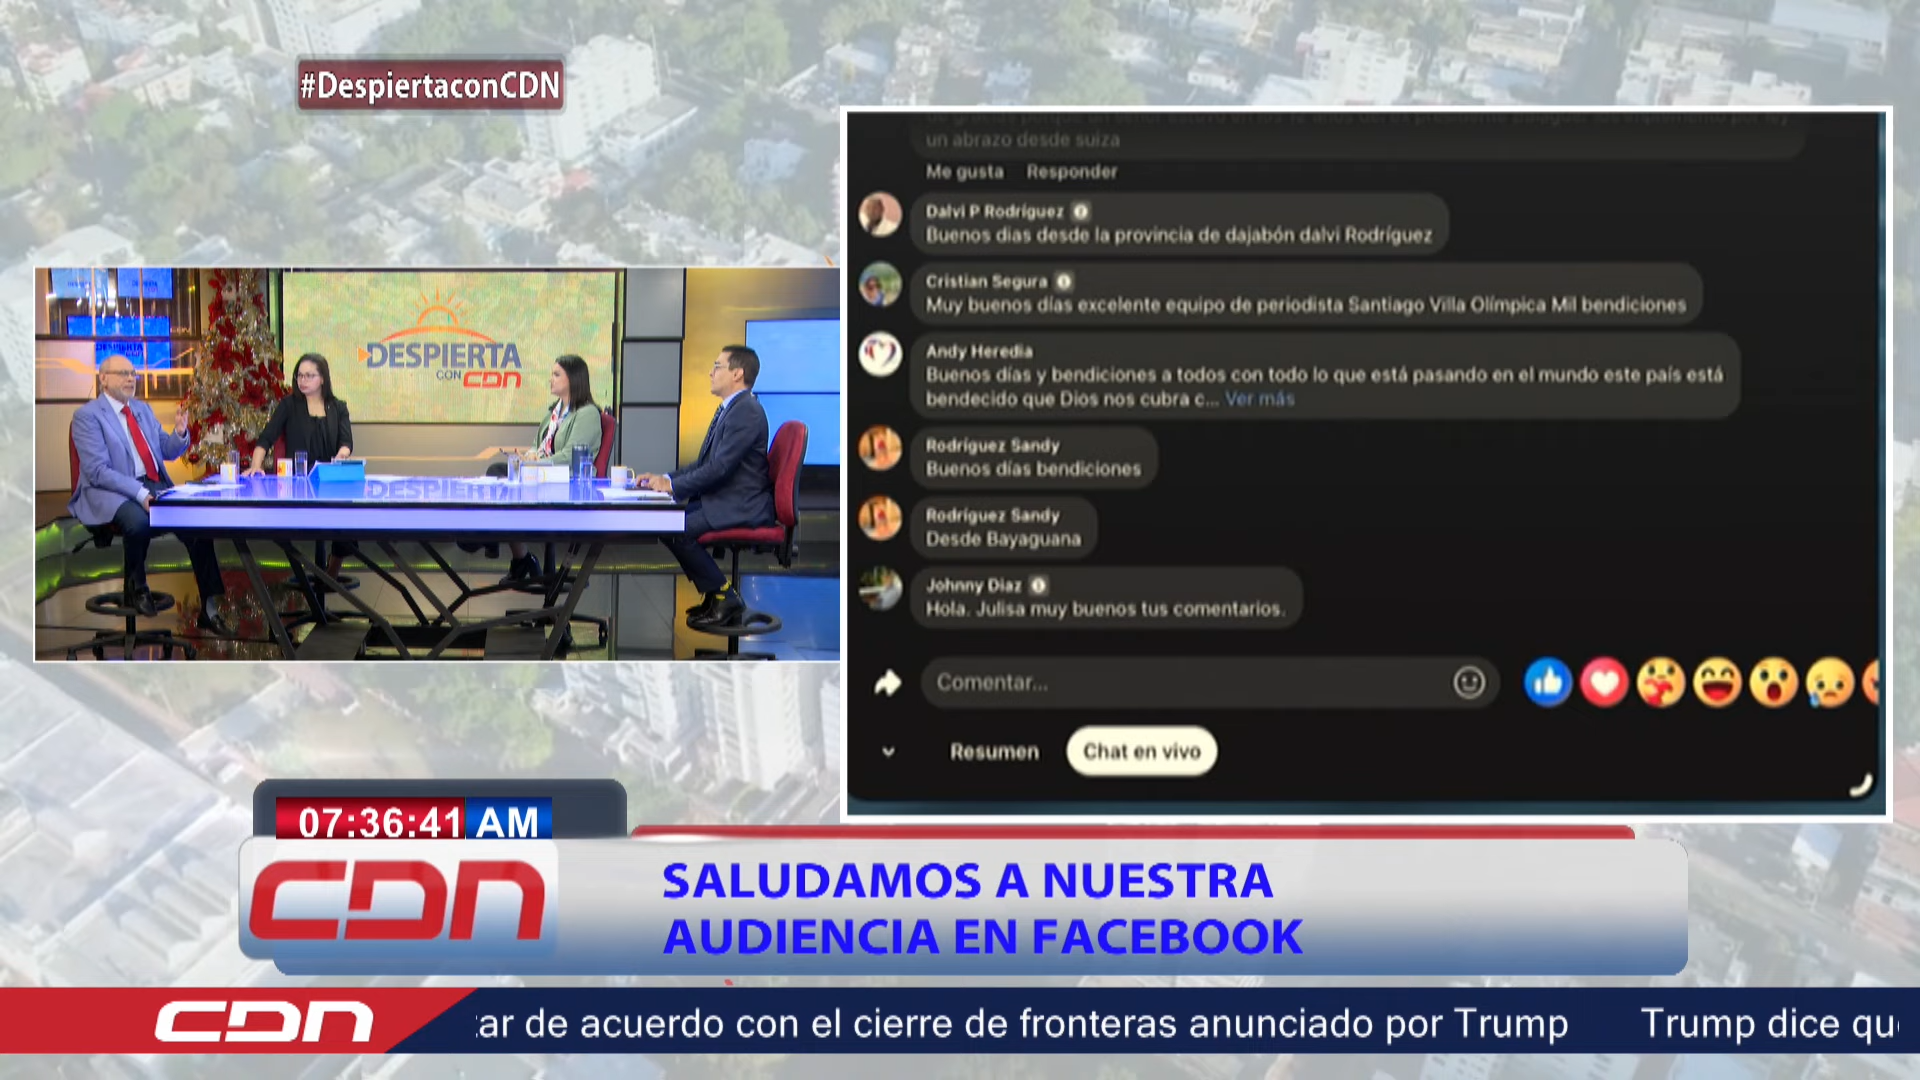 #DespiertaconCDN
un abrazo desde suiza
Me gusta Responder
Dalvi P Rodríguez
Buenos dias desde la provincia de dajabón dalvi Rodríguez
Cristian Segura
Muy buenos días excelente equipo de periodista Santiago Villa Olímpica Mil bendiciones
Andy Heredia
Buenos días y bendiciones a todos con todo lo que está pasando en el mundo este país está
bendecido que Dios nos cubra c... Ver más
Rodríguez Sandy
Buenos días bendiciones
Rodríguez Sandy
Desde Bayaguana
Johnny Diaz
Hola. Julisa muy buenos tus comentarios.
Comentar...
Resumen Chat en vivo
DESPIERTA
CON CDN
DESPIERTA
07:36:41 AM
CDN
SALUDAMOS A NUESTRA
AUDIENCIA EN FACEBOOK
CDN
tar de acuerdo con el cierre de fronteras anunciado por Trump Trump dice que